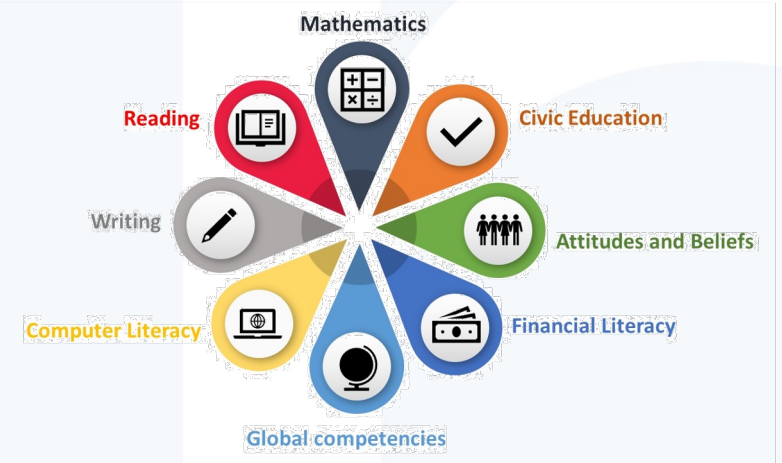 Mathematics
Reading
Civic Education
Writing
Attitudes and Beliefs
Computer Literacy
Financial Literacy
Global competencies